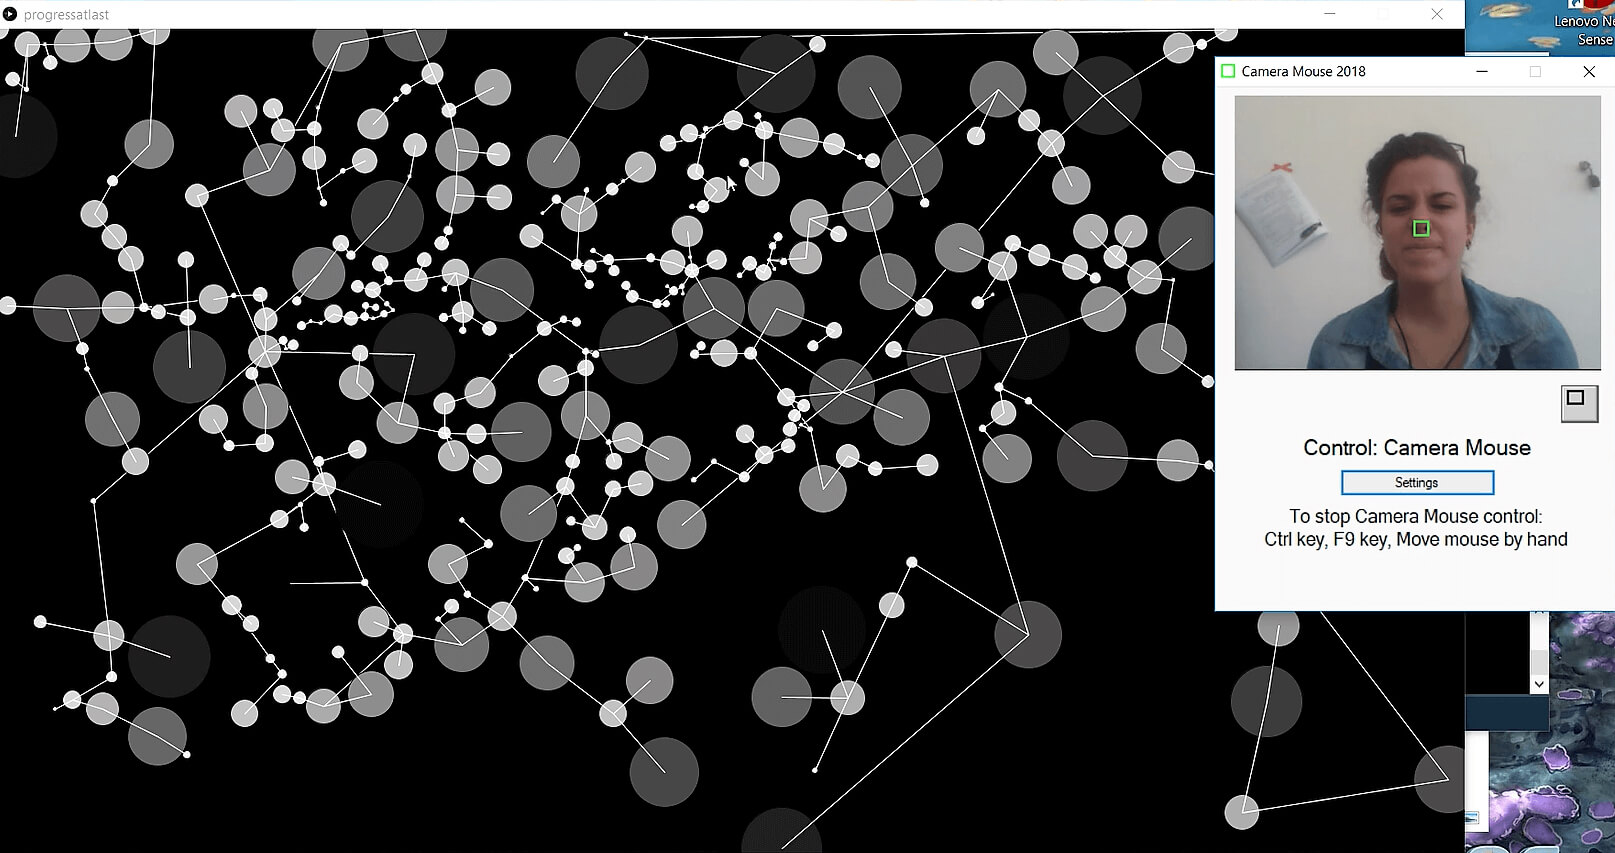 progressatlast
Lenovo Ne
Sense
Camera Mouse 2018
Control: Camera Mouse
Settings
To stop Camera Mouse control:
Ctrl key, F9 key, Move mouse by hand